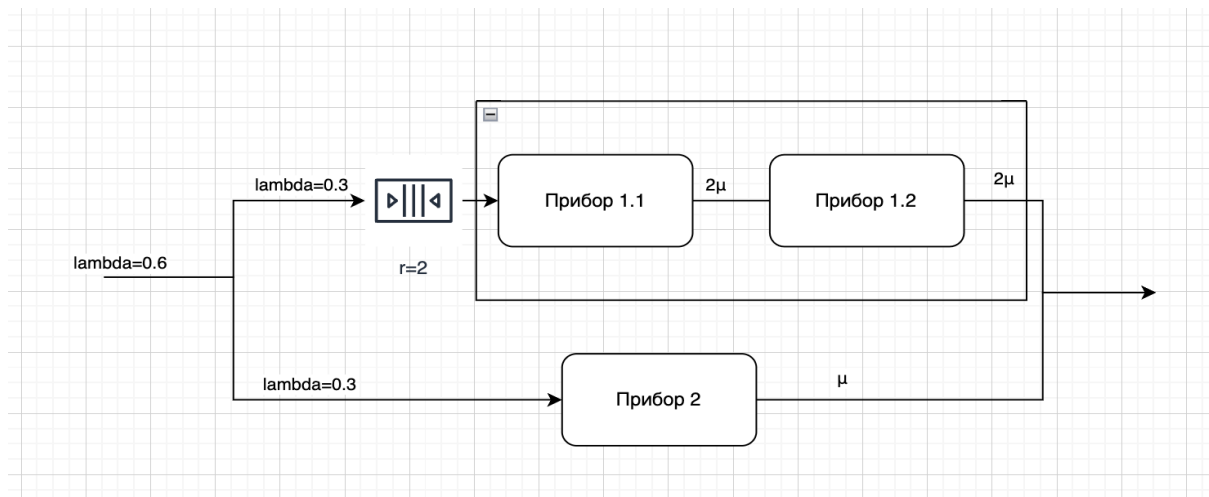 lambda=0.3
Прибор 1.1
2μ
Прибор 1.2
2μ
lambda=0.6
r=2
lambda=0.3
Прибор 2
μ